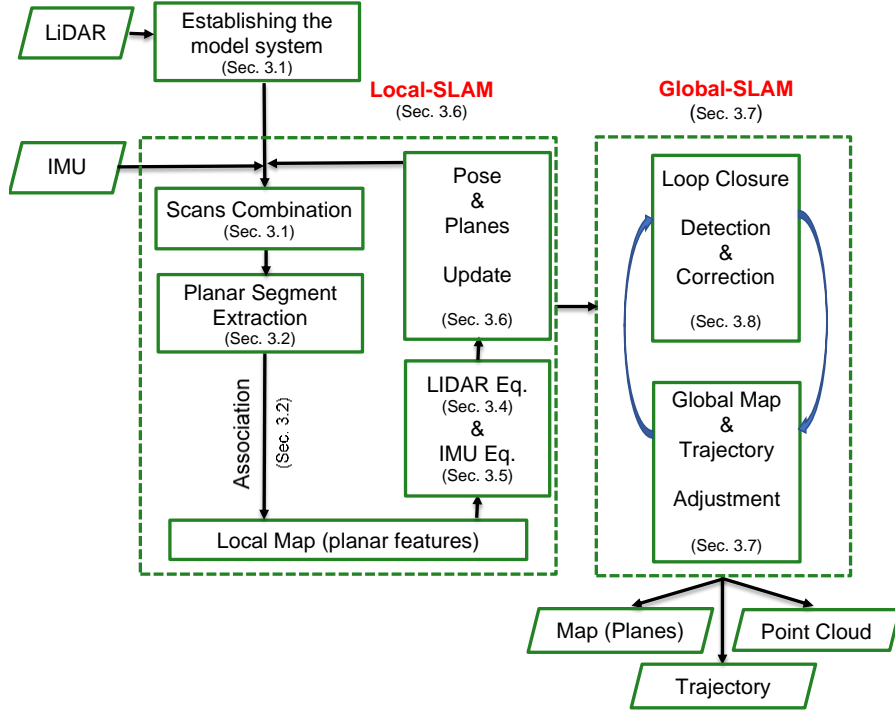 LiDAR
Establishing the
model system
(Sec. 3.1)
Local-SLAM
(Sec. 3.6)
Global-SLAM
(Sec. 3.7)
IMU
Scans Combination
(Sec. 3.1)
Planar Segment
Extraction
(Sec. 3.2)
Association
(Sec. 3.2)
Local Map (planar features)
LIDAR Eq.
(Sec. 3.4)
&
IMU Eq.
(Sec. 3.5)
Pose
&
Planes
Update
(Sec. 3.6)
Loop Closure
Detection
&
Correction
(Sec. 3.8)
Global Map
&
Trajectory
Adjustment
(Sec. 3.7)
Map (Planes)
Point Cloud
Trajectory